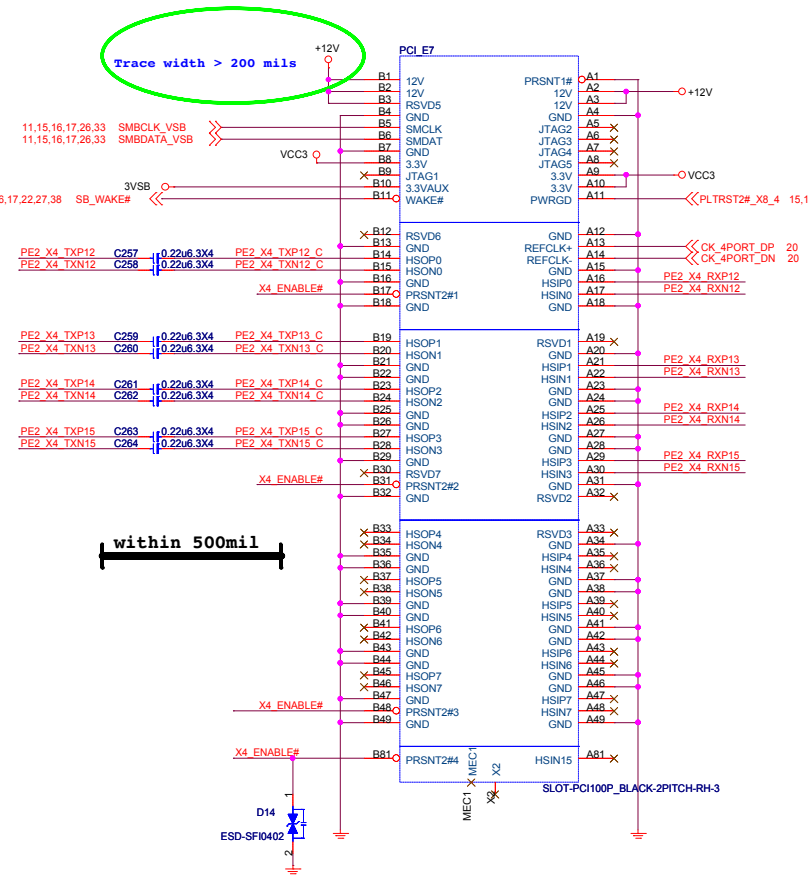 +12V
PCI_E7
Trace width > 200 mils
B1 12V PRSNT1# A1
B2 12V 12V A2 +12V
B3 RSVD5 12V A3
B4 GND GND A4
11,15,16,17,26,33 SMBCLK_VSB B5 SMCLK JTAG2 A5
11,15,16,17,26,33 SMBDATA_VSB B6 SMDAT JTAG3 A6
B7 GND JTAG4 A7
VCC3 B8 3.3V JTAG5 A8
B9 JTAG1 3.3V A9 VCC3
3VSB B10 3.3VAUX 3.3V A10
6,17,22,27,38 SB_WAKE# B11 WAKE# PWRGD A11 PLTRST2#_X8_4 15,1
B12 RSVD6 GND A12
B13 GND REFCLK+ A13 CK_4PORT_DP 20
PE2_X4_TXP12 C257 0.22u6.3X4 PE2_X4_TXP12_C B14 HSOP0 REFCLK- A14 CK_4PORT_DN 20
PE2_X4_TXN12 C258 0.22u6.3X4 PE2_X4_TXN12_C B15 HSON0 GND A15
B16 GND HSIP0 A16 PE2_X4_RXP12
X4_ENABLE# B17 PRSNT2#1 HSIN0 A17 PE2_X4_RXN12
B18 GND GND A18
PE2_X4_TXP13 C259 0.22u6.3X4 PE2_X4_TXP13_C B19 HSOP1 RSVD1 A19
PE2_X4_TXN13 C260 0.22u6.3X4 PE2_X4_TXN13_C B20 HSON1 GND A20
B21 GND HSIP1 A21 PE2_X4_RXP13
B22 GND HSIN1 A22 PE2_X4_RXN13
PE2_X4_TXP14 C261 0.22u6.3X4 PE2_X4_TXP14_C B23 HSOP2 GND A23
PE2_X4_TXN14 C262 0.22u6.3X4 PE2_X4_TXN14_C B24 HSON2 GND A24
B25 GND HSIP2 A25 PE2_X4_RXP14
B26 GND HSIN2 A26 PE2_X4_RXN14
PE2_X4_TXP15 C263 0.22u6.3X4 PE2_X4_TXP15_C B27 HSOP3 GND A27
PE2_X4_TXN15 C264 0.22u6.3X4 PE2_X4_TXN15_C B28 HSON3 GND A28
B29 GND HSIP3 A29 PE2_X4_RXP15
B30 RSVD7 HSIN3 A30 PE2_X4_RXN15
X4_ENABLE# B31 PRSNT2#2 GND A31
B32 GND RSVD2 A32
B33 HSOP4 RSVD3 A33
within 500mil B34 HSON4 GND A34
B35 GND HSIP4 A35
B36 GND HSIN4 A36
B37 HSOP5 GND A37
B38 HSON5 GND A38
B39 GND HSIP5 A39
B40 GND HSIN5 A40
B41 HSOP6 GND A41
B42 HSON6 GND A42
B43 GND HSIP6 A43
B44 GND HSIN6 A44
B45 HSOP7 GND A45
B46 HSON7 GND A46
B47 GND HSIP7 A47
X4_ENABLE# B48 PRSNT2#3 HSIN7 A48
B49 GND GND A49
X4_ENABLE# B81 PRSNT2#4 MEC1 X2 HSIN15 A81
MEC1
SLOT-PCI100P_BLACK-2PITCH-RH-3
1
D14
ESD-SFI0402
2